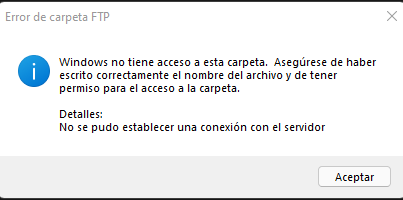 Error de carpeta FTP
Windows no tiene acceso a esta carpeta.  Asegúrese de haber
escrito correctamente el nombre del archivo y de tener
permiso para el acceso a la carpeta.
Detalles:
No se pudo establecer una conexión con el servidor
Aceptar